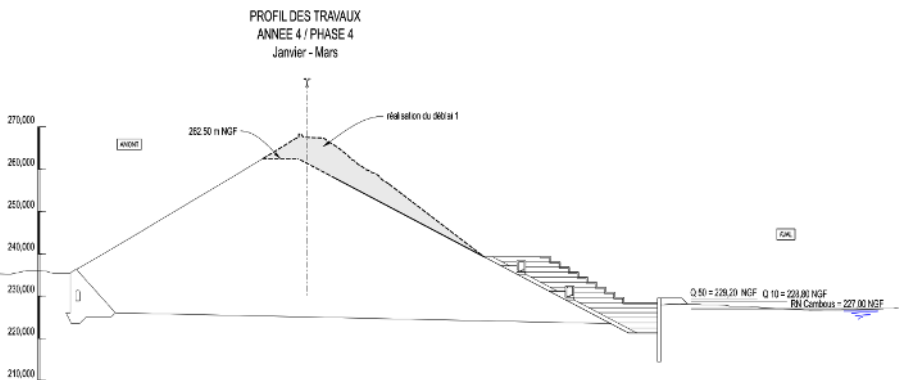 PROFIL DES TRAVAUX
ANNEE 4 / PHASE 4
Janvier - Mars
réalisation du déblai 1
262.50 m NGF
270,000
AMONT
260,000
250,000
240,000
AVAL
230,000
Q 50 = 229,20 NGF Q 10 = 228,80 NGF
RN Cambous = 227,00 NGF
220,000
210,000